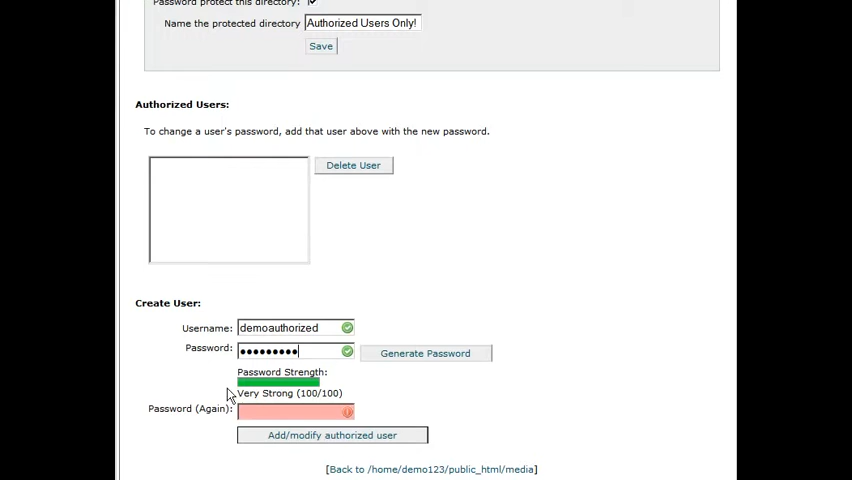 Password protect this directory:
Name the protected directory Authorized Users Only!
Save
Authorized Users:
To change a user's password, add that user above with the new password.
Delete User
Create User:
Username: demoauthorized
Password: •••••••••
Generate Password
Password Strength:
Very Strong (100/100)
Password (Again):
Add/modify authorized user
[Back to /home/demo123/public_html/media]